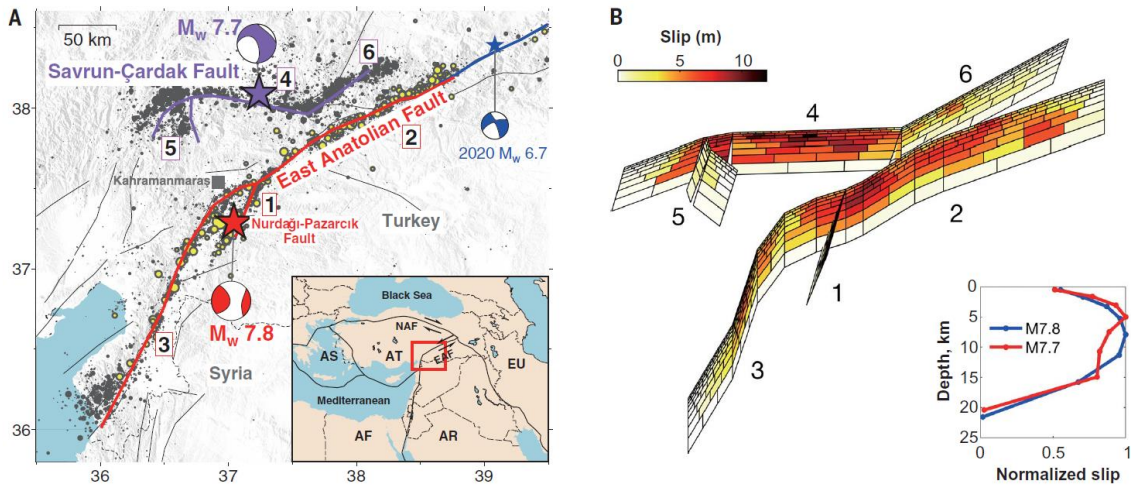 A
50 km
Mw 7.7
Savrun-Çardak Fault
4
6
5
East Anatolian Fault
2
2020 Mw 6.7
Kahramanmaraş
1
Nurdağı-Pazarcık
Fault
Turkey
Mw 7.8
3
Syria
38
37
36
36
37
38
39
Black Sea
NAF
AS
AT
EAF
EU
Mediterranean
AF
AR
B
Slip (m)
0
5
10
4
6
5
2
1
3
0
5
10
15
20
25
Depth, km
M7.8
M7.7
0
0.5
1
Normalized slip